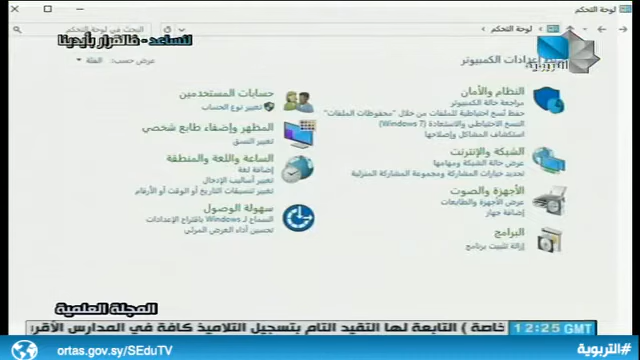 لوحة التحكم
لوحة التحكم
البحث في لوحة التحكم
لنساعد - فالقرار بأيدينا
التربوية
إعدادات الكمبيوتر
عرض حسب: الفئة
النظام والأمان
مراجعة حالة الكمبيوتر
حفظ نُسخ احتياطية للملفات من خلال "محفوظات الملفات"
النسخ الاحتياطي والاستعادة (Windows 7)
استكشاف المشاكل وإصلاحها
الشبكة والإنترنت
عرض حالة الشبكة ومهامها
تحديد خيارات المشاركة ومجموعة المشاركة المنزلية
الأجهزة والصوت
عرض الأجهزة والطابعات
إضافة جهاز
البرامج
إزالة تثبيت برنامج
حسابات المستخدمين
تغيير نوع الحساب
المظهر وإضفاء طابع شخصي
تغيير النسق
الساعة واللغة والمنطقة
إضافة لغة
تغيير أساليب الإدخال
تغيير تنسيقات التاريخ أو الوقت أو الأرقام
سهولة الوصول
السماح لـ Windows باقتراح الإعدادات
تحسين أداء العرض المرئي
المجلة العلمية
خاصة ) التابعة لها التقيد التام بتسجيل التلاميذ كافة في المدارس الأقر
12:25 GMT
#التربوية
ortas.gov.sy/SEduTV